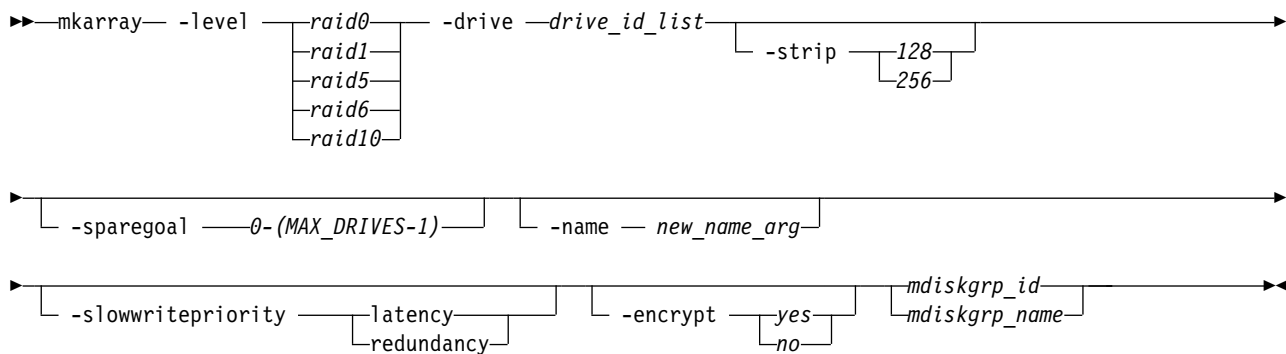 mkarray -level raid0 -drive drive_id_list
raid1 -strip 128
raid5 256
raid6
raid10
-sparegoal 0-(MAX_DRIVES-1) -name new_name_arg
-slowwritepriority latency -encrypt yes mdiskgrp_id
redundancy no mdiskgrp_name